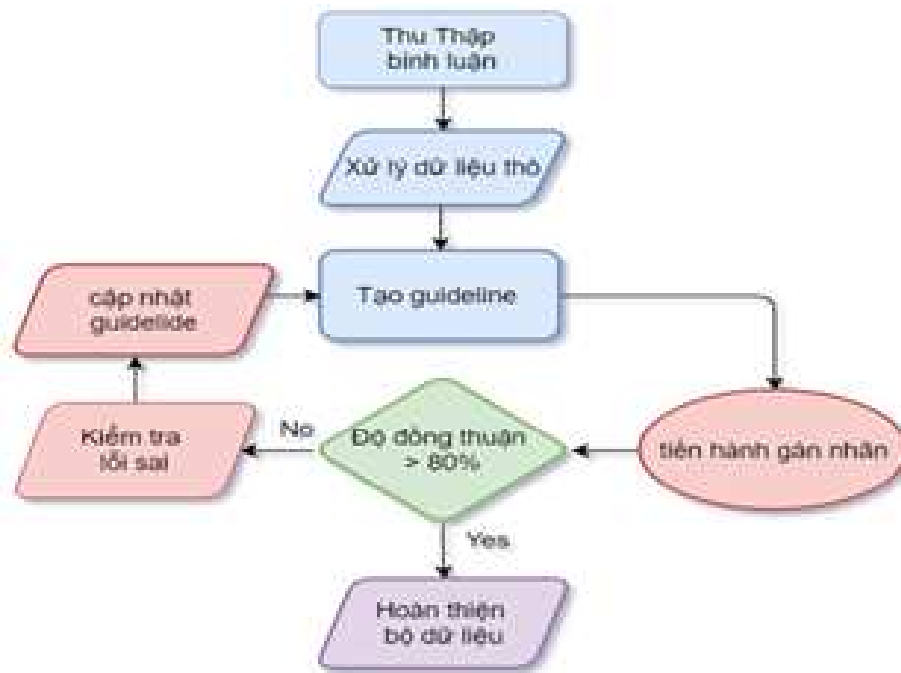 Thu Thập
bình luận
Xử lý dữ liệu thô
Tạo guideline
cập nhật
guidelide
Kiểm tra
lỗi sai
No
Độ đồng thuận
> 80%
tiến hành gán nhãn
Yes
Hoàn thiện
bộ dữ liệu